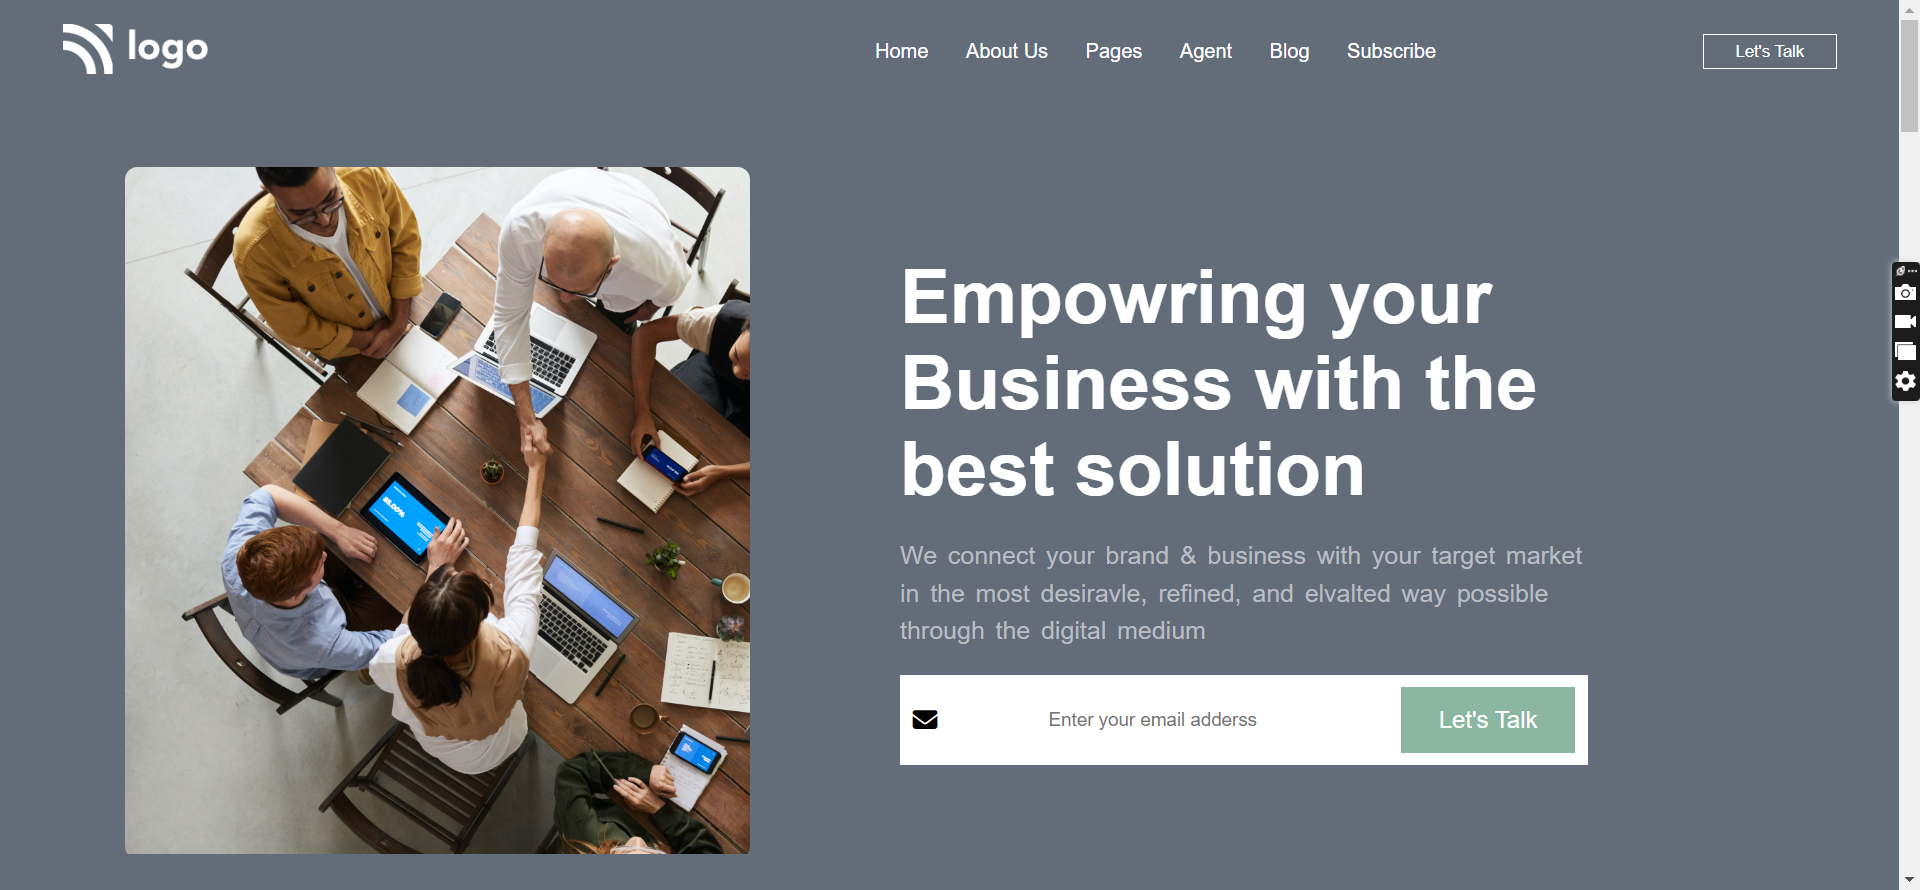 logo
Home About Us Pages Agent Blog Subscribe
Let's Talk
Empowring your
Business with the
best solution
We connect your brand & business with your target market
in the most desiravle, refined, and elvalted way possible
through the digital medium
Enter your email adderss
Let's Talk
88.00%